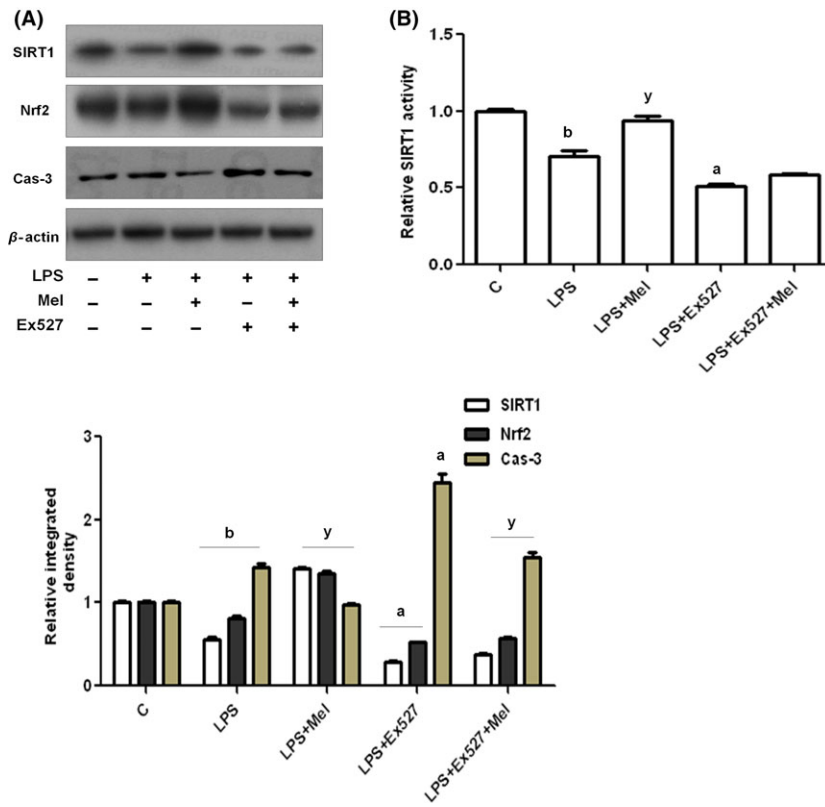 (A)
SIRT1
Nrf2
Cas-3
β-actin
LPS – + + + +
Mel – – + – +
Ex527 – – – + +
(B)
Relative SIRT1 activity
1.5
1.0
0.5
0.0
b
y
a
C
LPS
LPS+Mel
LPS+Ex527
LPS+Ex527+Mel
SIRT1
Nrf2
Cas-3
Relative integrated
density
3
2
1
0
b
y
a
a
y
C
LPS
LPS+Mel
LPS+Ex527
LPS+Ex527+Mel